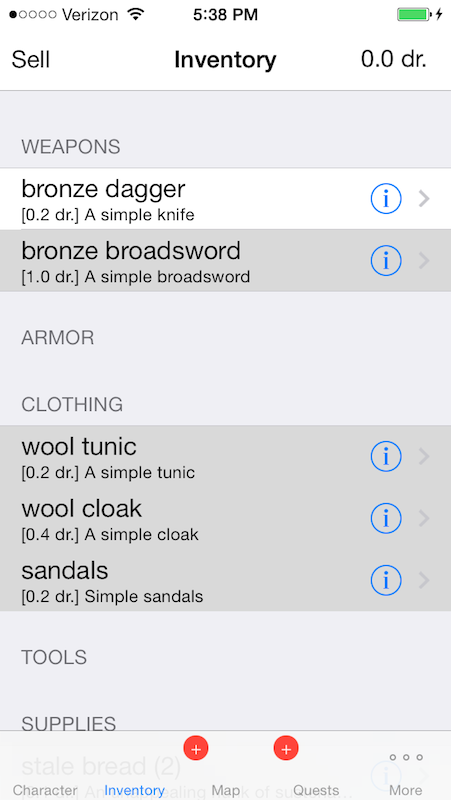 Verizon 5:38 PM
Sell Inventory 0.0 dr.
WEAPONS
bronze dagger
[0.2 dr.] A simple knife
bronze broadsword
[1.0 dr.] A simple broadsword
ARMOR
CLOTHING
wool tunic
[0.2 dr.] A simple tunic
wool cloak
[0.4 dr.] A simple cloak
sandals
[0.2 dr.] Simple sandals
TOOLS
SUPPLIES
stale bread (2)
Character Inventory Map Quests More